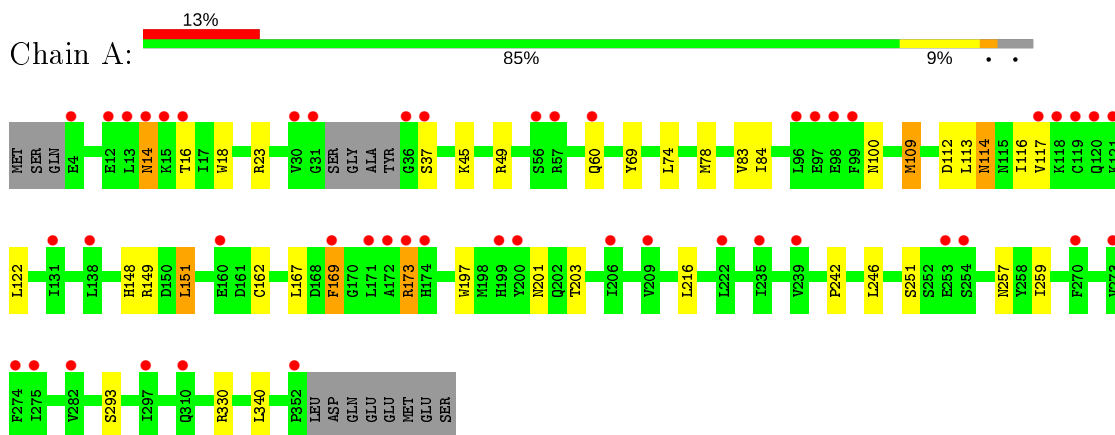 13%
Chain A:
85% 9% • •
MET SER GLN E4 E12 L13 N14 K15 T16 I17 W18 R23 V30 G31 SER GLY ALA TYR G36 S37 K45 R49 S56 R57 Q60 Y69 L74 M78 V83 I84 L96 E97 E98 F99 N100 M109 D112 L113 N114 N115 I116 V117 K118 C119 Q120 K121
L122 I131 L138 H148 R149 D150 L151 E160 D161 C162 L167 D168 F169 G170 L171 A172 R173 H174 W197 M198 H199 Y200 N201 Q202 T203 I206 V209 L216 L222 I235 V239 P242 L246 S251 S252 E253 S254 N257 Y258 I259 F270 V273
F274 I275 V282 S293 I297 Q310 R330 L340 P352 LEU ASP GLN GLU GLU MET GLU SER